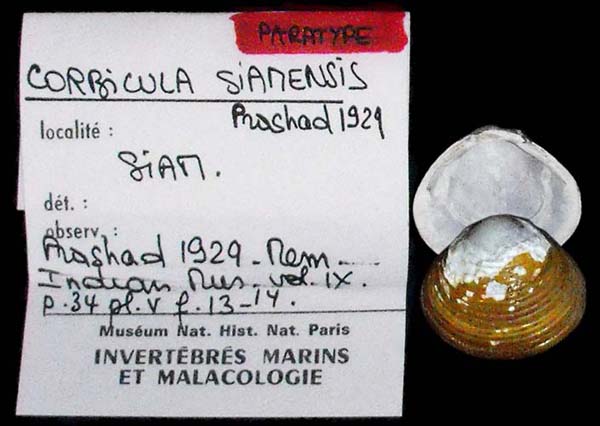 PARATYPE
CORBICULA SIAMENSIS
Prashad 1929
localité :
SIAM.
dét. :
observ :
Prashad 1929 - Mem -
Indian Mus. vol. IX.
p.34 pl.V f.13-14.
Muséum Nat. Hist. Nat. Paris
INVERTÉBRÉS MARINS
ET MALACOLOGIE